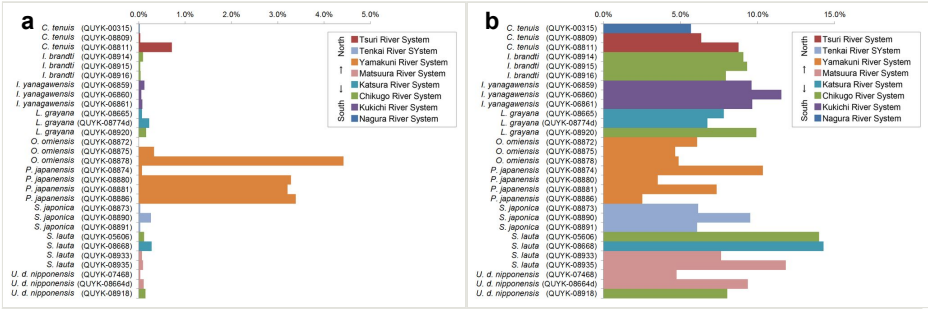 a
0.0% 1.0% 2.0% 3.0% 4.0% 5.0%
C. tenuis (QUYK-00315)
C. tenuis (QUYK-08809)
C. tenuis (QUYK-08811)
I. brandti (QUYK-08914)
I. brandti (QUYK-08915)
I. brandti (QUYK-08916)
I. yanagawensis (QUYK-06859)
I. yanagawensis (QUYK-06860)
I. yanagawensis (QUYK-06861)
L. grayana (QUYK-08665)
L. grayana (QUYK-08774d)
L. grayana (QUYK-08920)
O. omiensis (QUYK-08872)
O. omiensis (QUYK-08875)
O. omiensis (QUYK-08878)
P. japanensis (QUYK-08874)
P. japanensis (QUYK-08880)
P. japanensis (QUYK-08881)
P. japanensis (QUYK-08886)
S. japonica (QUYK-08873)
S. japonica (QUYK-08890)
S. japonica (QUYK-08891)
S. lauta (QUYK-05606)
S. lauta (QUYK-08668)
S. lauta (QUYK-08933)
S. lauta (QUYK-08935)
U. d. nipponensis (QUYK-07468)
U. d. nipponensis (QUYK-08664d)
U. d. nipponensis (QUYK-08918)
South ← → North
Tsuri River System
Tenkai River SYstem
Yamakuni River System
Matsuura River System
Katsura River System
Chikugo River System
Kukichi River System
Nagura River System
b
0.0% 5.0% 10.0% 15.0%
C. tenuis (QUYK-00315)
C. tenuis (QUYK-08809)
C. tenuis (QUYK-08811)
I. brandti (QUYK-08914)
I. brandti (QUYK-08915)
I. brandti (QUYK-08916)
I. yanagawensis (QUYK-06859)
I. yanagawensis (QUYK-06860)
I. yanagawensis (QUYK-06861)
L. grayana (QUYK-08665)
L. grayana (QUYK-08774d)
L. grayana (QUYK-08920)
O. omiensis (QUYK-08872)
O. omiensis (QUYK-08875)
O. omiensis (QUYK-08878)
P. japanensis (QUYK-08874)
P. japanensis (QUYK-08880)
P. japanensis (QUYK-08881)
P. japanensis (QUYK-08886)
S. japonica (QUYK-08873)
S. japonica (QUYK-08890)
S. japonica (QUYK-08891)
S. lauta (QUYK-05606)
S. lauta (QUYK-08668)
S. lauta (QUYK-08933)
S. lauta (QUYK-08935)
U. d. nipponensis (QUYK-07468)
U. d. nipponensis (QUYK-08664d)
U. d. nipponensis (QUYK-08918)
South ← → North
Tsuri River System
Tenkai River SYstem
Yamakuni River System
Matsuura River System
Katsura River System
Chikugo River System
Kukichi River System
Nagura River System